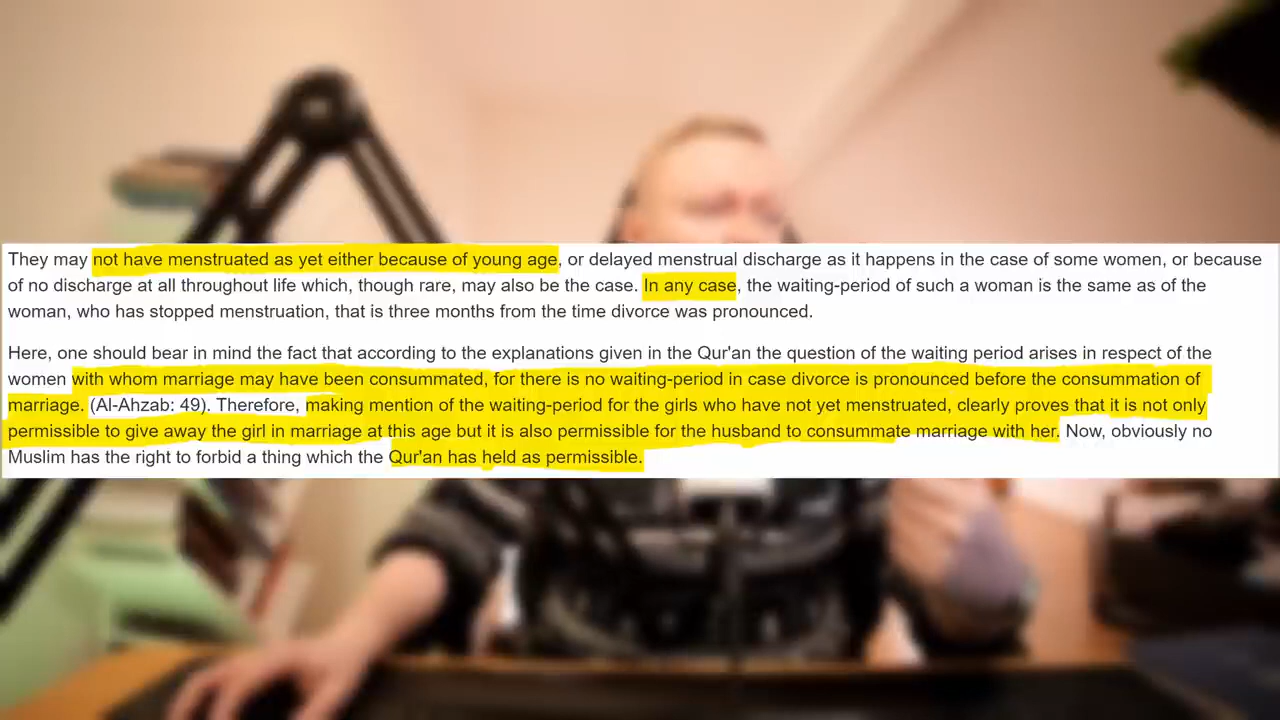 They may not have menstruated as yet either because of young age, or delayed menstrual discharge as it happens in the case of some women, or because
of no discharge at all throughout life which, though rare, may also be the case. In any case, the waiting-period of such a woman is the same as of the
woman, who has stopped menstruation, that is three months from the time divorce was pronounced.
Here, one should bear in mind the fact that according to the explanations given in the Qur'an the question of the waiting period arises in respect of the
women with whom marriage may have been consummated, for there is no waiting-period in case divorce is pronounced before the consummation of
marriage. (Al-Ahzab: 49). Therefore, making mention of the waiting-period for the girls who have not yet menstruated, clearly proves that it is not only
permissible to give away the girl in marriage at this age but it is also permissible for the husband to consummate marriage with her. Now, obviously no
Muslim has the right to forbid a thing which the Qur'an has held as permissible.